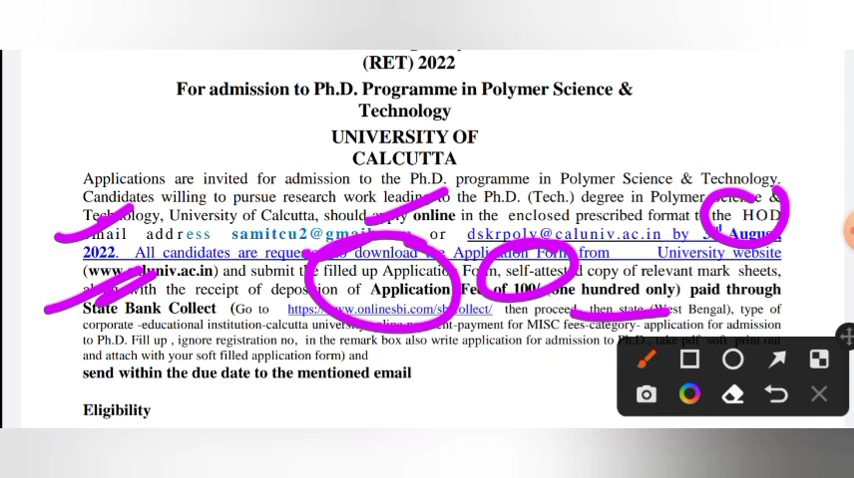 (RET) 2022
For admission to Ph.D. Programme in Polymer Science &
Technology
UNIVERSITY OF
CALCUTTA
Applications are invited for admission to the Ph.D. programme in Polymer Science & Technology.
Candidates willing to pursue research work leading to the Ph.D. (Tech.) degree in Polymer Science &
Technology, University of Calcutta, should apply online in the enclosed prescribed format to the HOD
address samitcu2@gmail or dskrpoly@caluniv.ac.in by August
2022. All candidates are requested to download the Application Form from University website
(www.caluniv.ac.in) and submit the filled up Application Form, self-attested copy of relevant mark sheets,
along with the receipt of deposition of Application Fee of 100/- (one hundred only) paid through
State Bank Collect (Go to https://www.onlinesbi.com/sbicollect/ then proceed then state (West Bengal), type of
corporate -educational institution-calcutta university -payment for MISC fees-category- application for admission
to Ph.D. Fill up , ignore registration no, in the remark box also write application for admission to Ph.D., take pdf soft print out
and attach with your soft filled application form) and
send within the due date to the mentioned email
Eligibility